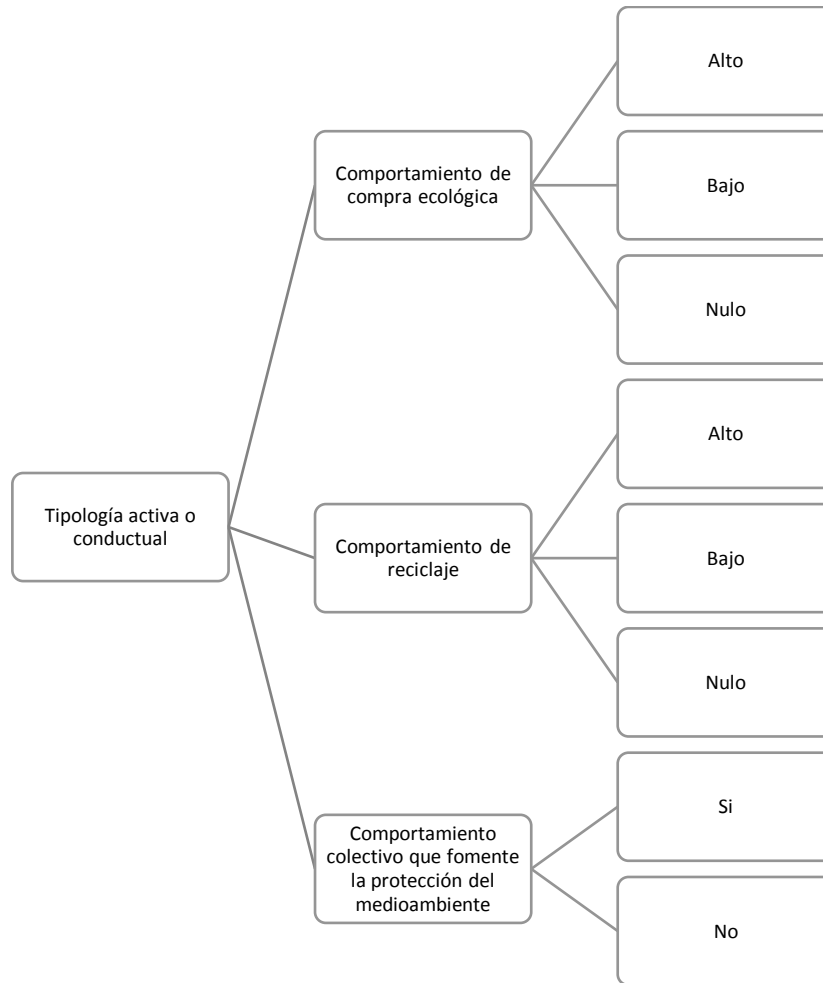 Tipología activa o
conductual
Comportamiento de
compra ecológica
Alto
Bajo
Nulo
Comportamiento de
reciclaje
Alto
Bajo
Nulo
Comportamiento
colectivo que fomente
la protección del
medioambiente
Si
No